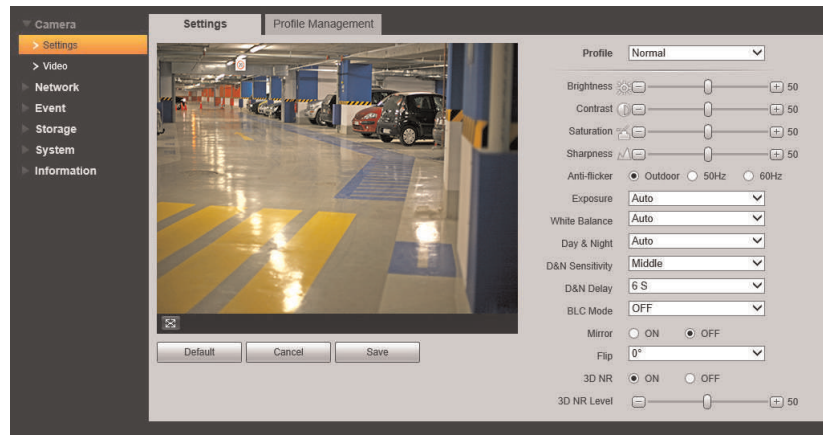 Camera
Settings
Video
Network
Event
Storage
System
Information
Settings
Profile Management
Default
Cancel
Save
Profile Normal
Brightness 50
Contrast 50
Saturation 50
Sharpness 50
Anti-flicker Outdoor 50Hz 60Hz
Exposure Auto
White Balance Auto
Day & Night Auto
D&N Sensitivity Middle
D&N Delay 6 S
BLC Mode OFF
Mirror ON OFF
Flip 0°
3D NR ON OFF
3D NR Level 50